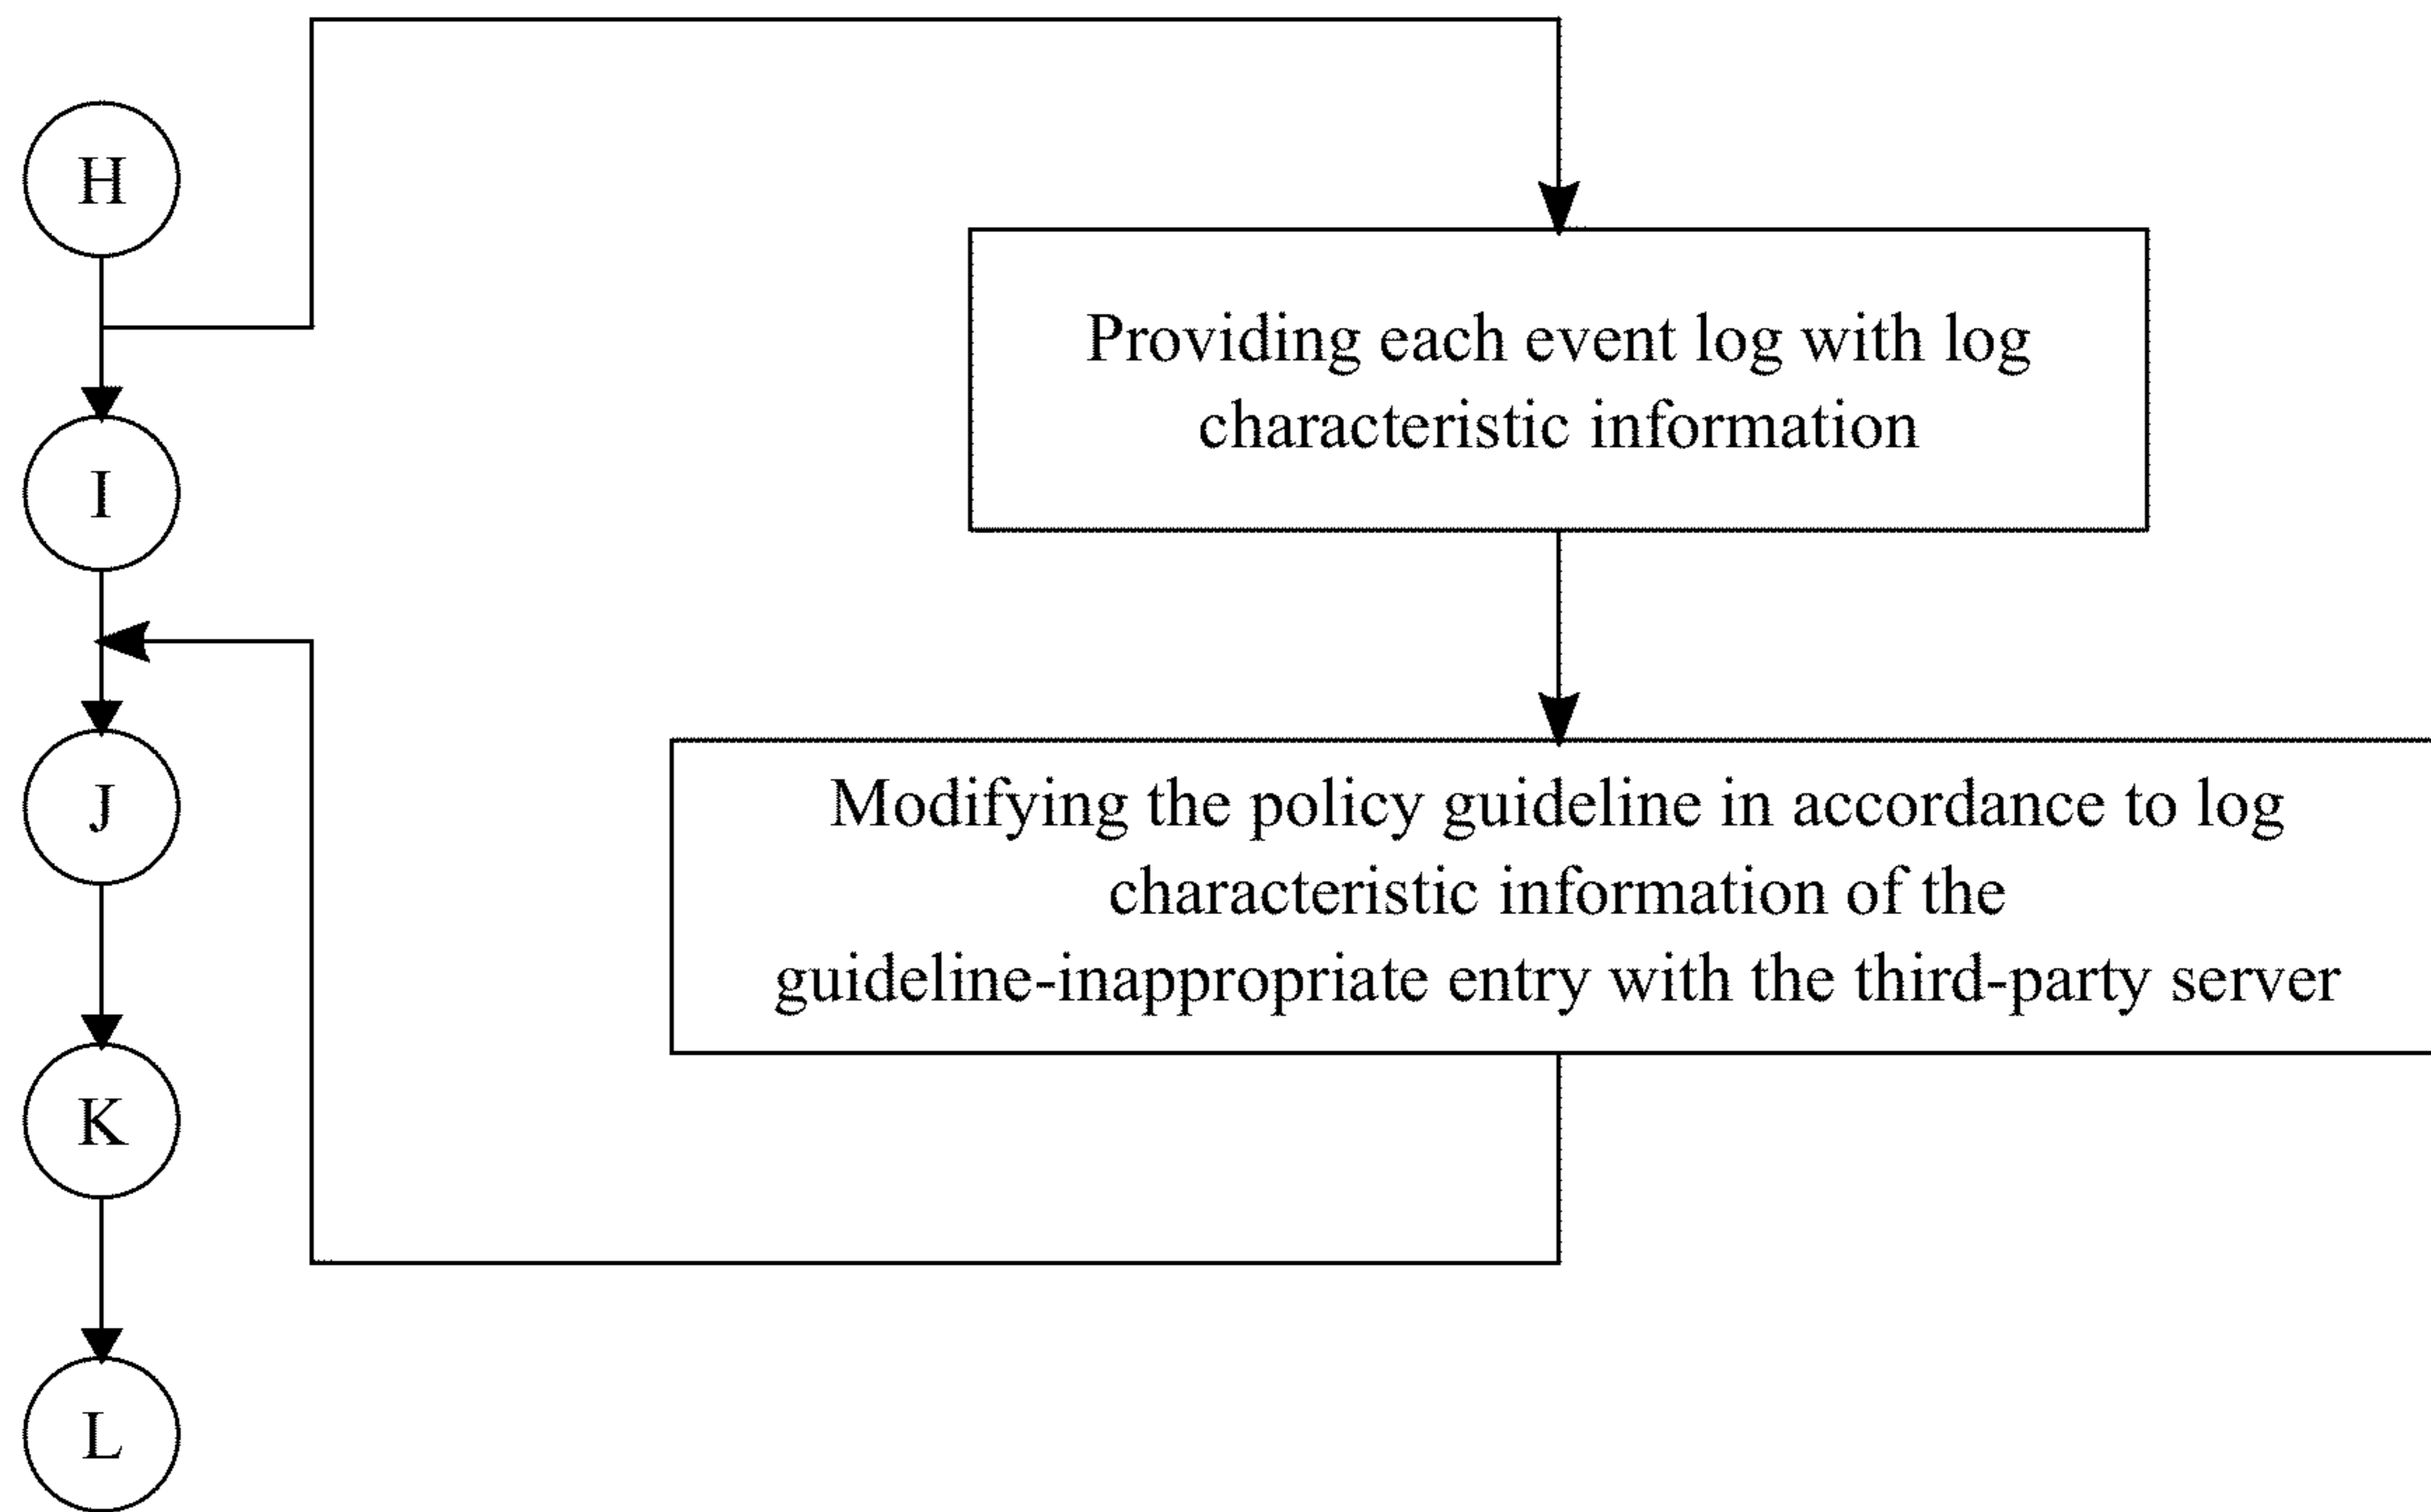 H
Providing each event log with log
characteristic information
I
J
Modifying the policy guideline in accordance to log
characteristic information of the
guideline-inappropriate entry with the third-party server
K
L